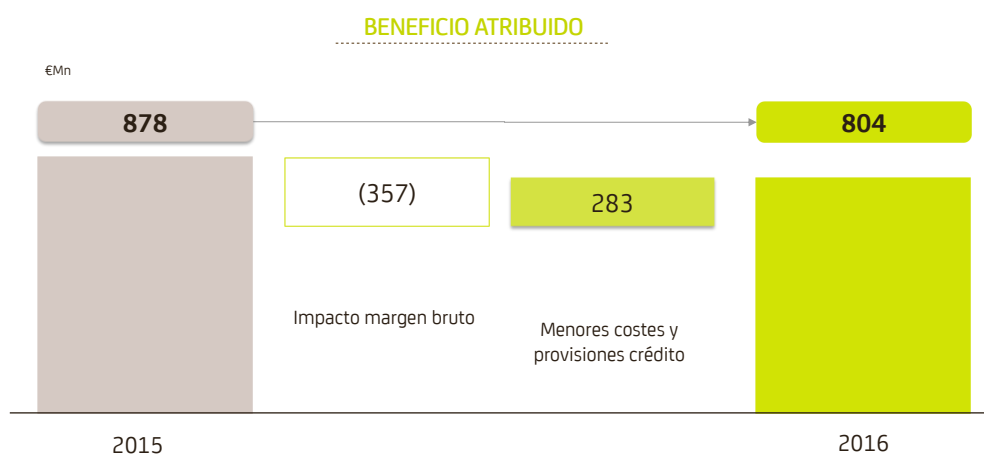 BENEFICIO ATRIBUIDO
€Mn
878
804
(357)
283
Impacto margen bruto
Menores costes y
provisiones crédito
2015
2016